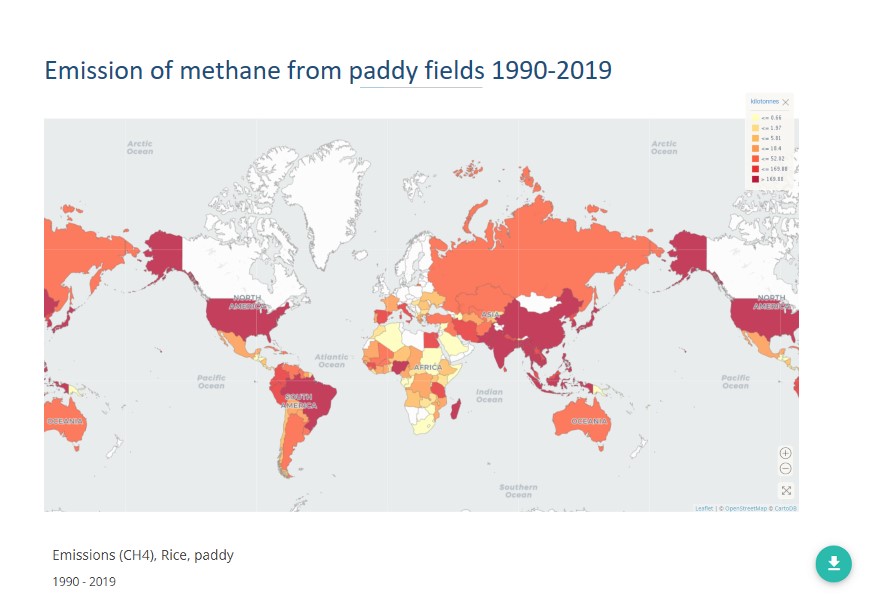 Emission of methane from paddy fields 1990-2019
kilotonnes
<= 0.66
<= 1.97
<= 5.81
<= 18.4
<= 52.62
<= 169.88
> 169.88
Arctic
Ocean
Arctic
Ocean
NORTH
AMERICA
ASIA
NORTH
AMERICA
Atlantic
Ocean
AFRICA
Pacific
Ocean
Pacific
Ocean
Indian
Ocean
SOUTH
AMERICA
OCEANIA
OCEANIA
Southern
Ocean
Leaflet | © OpenStreetMap © CartoDB
Emissions (CH4), Rice, paddy
1990 - 2019